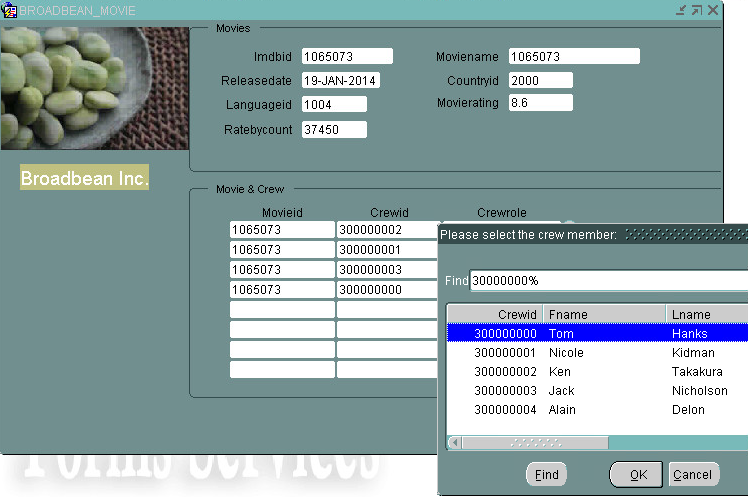 BROADBEAN_MOVIE
Movies
Imdbid 1065073 Moviename 1065073
Releasedate 19-JAN-2014 Countryid 2000
Languageid 1004 Movierating 8.6
Ratebycount 37450
Broadbean Inc.
Movie & Crew
Movieid Crewid Crewrole
1065073 300000002
1065073 300000001
1065073 300000003
1065073 300000000
Please select the crew member:
Find 30000000%
Crewid Fname Lname
300000000 Tom Hanks
300000001 Nicole Kidman
300000002 Ken Takakura
300000003 Jack Nicholson
300000004 Alain Delon
Find OK Cancel
Forms Services